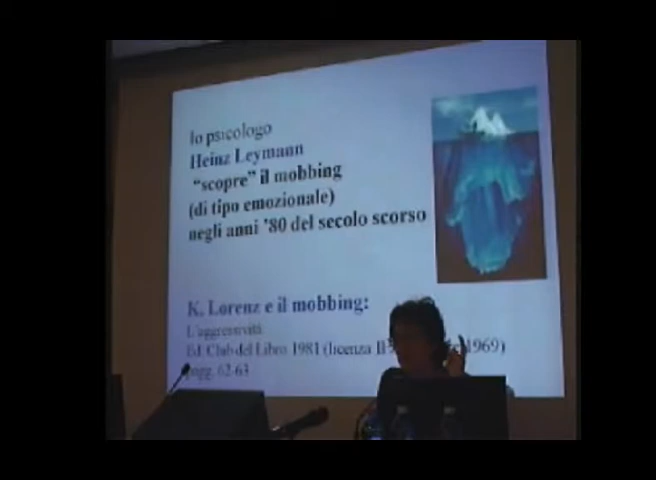 lo psicologo
Heinz Leymann
"scopre" il mobbing
(di tipo emozionale)
negli anni '80 del secolo scorso
K. Lorenz e il mobbing:
L'aggressività
Ed. Club del Libro 1981 (licenza Il 1969)
pagg. 62-63